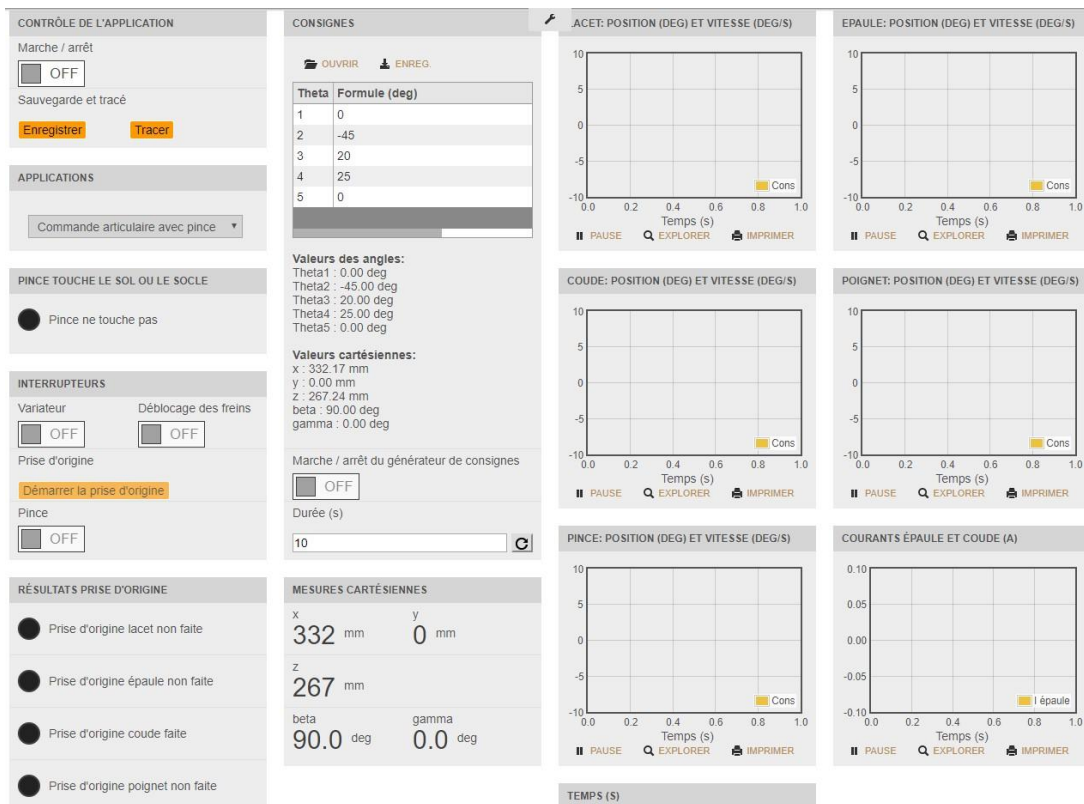 CONTRÔLE DE L'APPLICATION
Marche / arrêt
OFF
Sauvegarde et tracé
Enregistrer Tracer
APPLICATIONS
Commande articulaire avec pince
PINCE TOUCHE LE SOL OU LE SOCLE
Pince ne touche pas
INTERRUPTEURS
Variateur Déblocage des freins
OFF OFF
Prise d'origine
Démarrer la prise d'origine
Pince
OFF
RÉSULTATS PRISE D'ORIGINE
Prise d'origine lacet non faite
Prise d'origine épaule non faite
Prise d'origine coude faite
Prise d'origine poignet non faite
CONSIGNES
OUVRIR ENREG.
Theta Formule (deg)
1 0
2 -45
3 20
4 25
5 0
Valeurs des angles:
Theta1 : 0.00 deg
Theta2 : -45.00 deg
Theta3 : 20.00 deg
Theta4 : 25.00 deg
Theta5 : 0.00 deg
Valeurs cartésiennes:
x : 332.17 mm
y : 0.00 mm
z : 267.24 mm
beta : 90.00 deg
gamma : 0.00 deg
Marche / arrêt du générateur de consignes
OFF
Durée (s)
10
MESURES CARTÉSIENNES
x y
332 mm 0 mm
z
267 mm
beta gamma
90.0 deg 0.0 deg
LACET: POSITION (DEG) ET VITESSE (DEG/S)
10
5
0
-5
-10
Cons
0.0 0.2 0.4 0.6 0.8 1.0
Temps (s)
PAUSE EXPLORER IMPRIMER
EPAULE: POSITION (DEG) ET VITESSE (DEG/S)
10
5
0
-5
-10
Cons
0.0 0.2 0.4 0.6 0.8 1.0
Temps (s)
PAUSE EXPLORER IMPRIMER
COUDE: POSITION (DEG) ET VITESSE (DEG/S)
10
5
0
-5
-10
Cons
0.0 0.2 0.4 0.6 0.8 1.0
Temps (s)
PAUSE EXPLORER IMPRIMER
POIGNET: POSITION (DEG) ET VITESSE (DEG/S)
10
5
0
-5
-10
Cons
0.0 0.2 0.4 0.6 0.8 1.0
Temps (s)
PAUSE EXPLORER IMPRIMER
PINCE: POSITION (DEG) ET VITESSE (DEG/S)
10
5
0
-5
-10
Cons
0.0 0.2 0.4 0.6 0.8 1.0
Temps (s)
PAUSE EXPLORER IMPRIMER
COURANTS ÉPAULE ET COUDE (A)
0.10
0.05
0.00
-0.05
-0.10
I épaule
0.0 0.2 0.4 0.6 0.8 1.0
Temps (s)
PAUSE EXPLORER IMPRIMER
TEMPS (S)